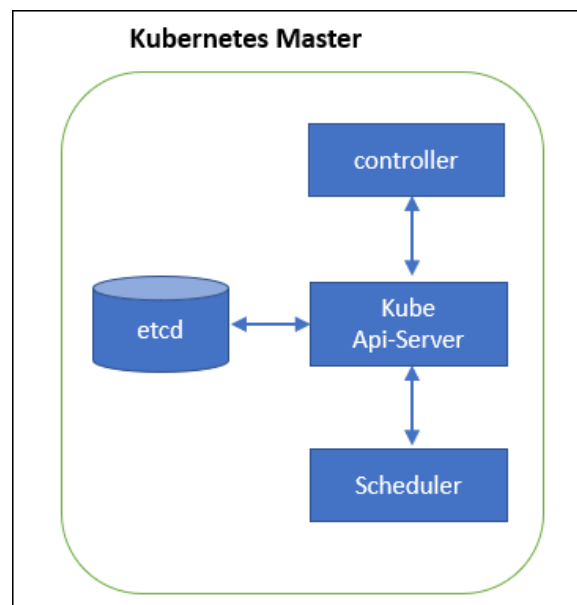 Kubernetes Master
controller
etcd
Kube
Api-Server
Scheduler